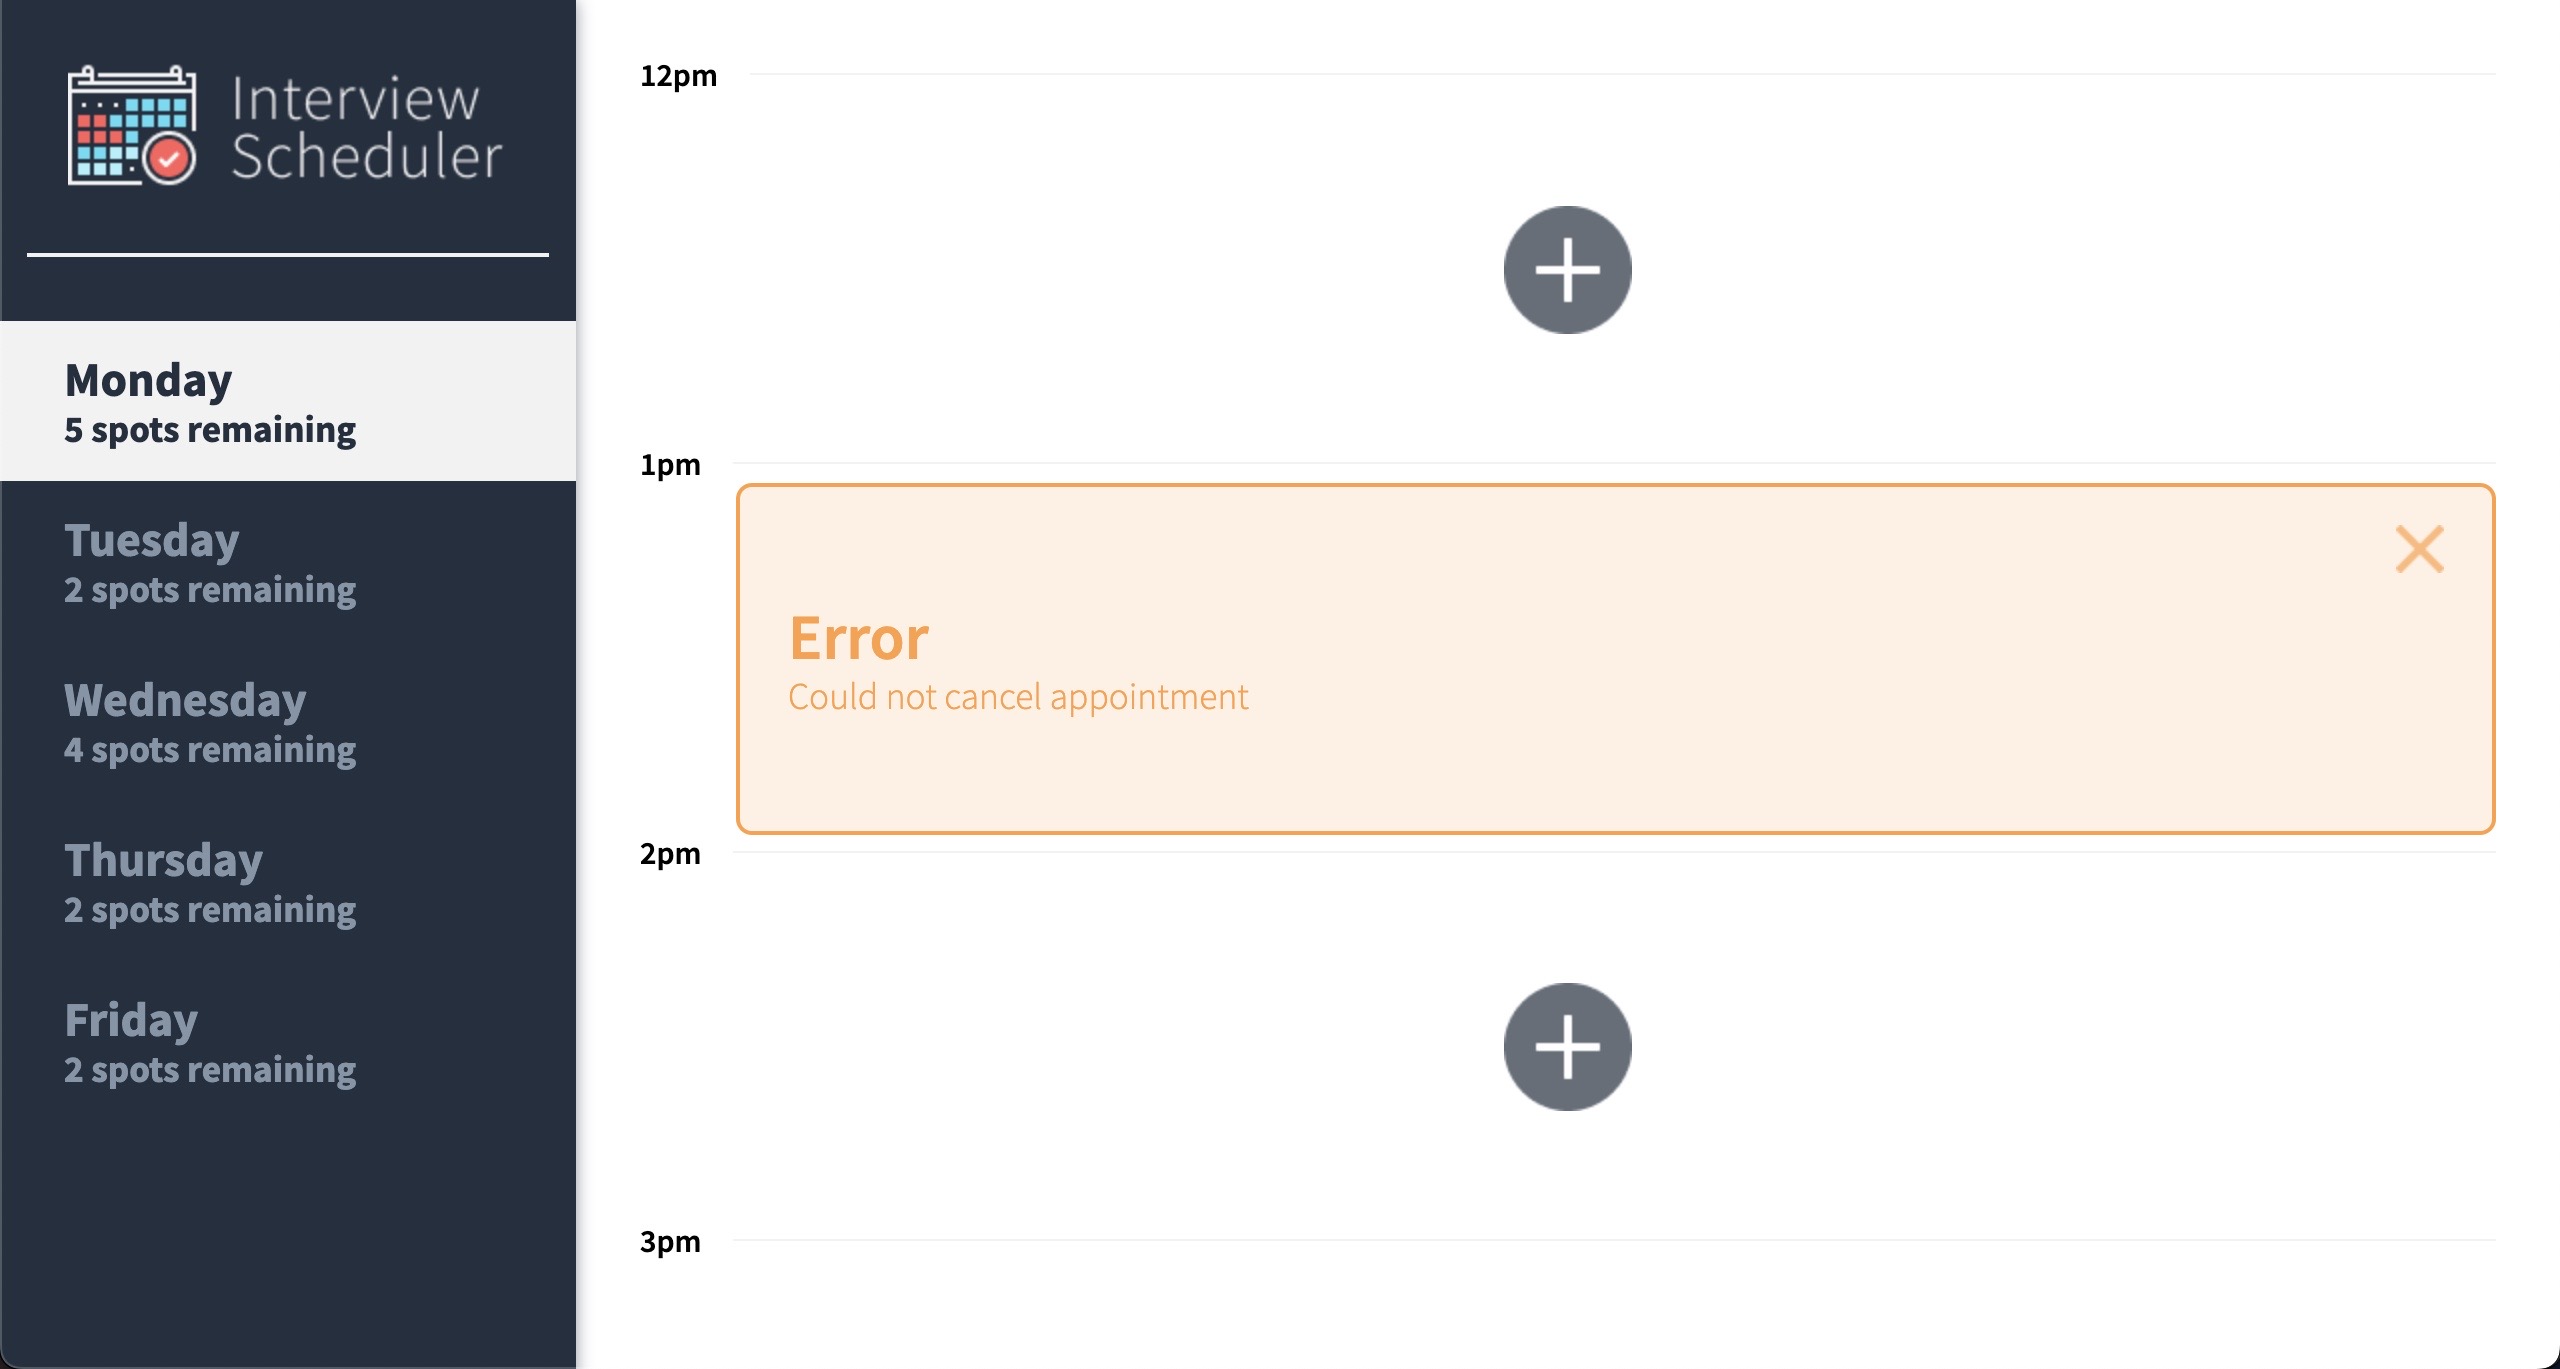 Interview
Scheduler
Monday
5 spots remaining
Tuesday
2 spots remaining
Wednesday
4 spots remaining
Thursday
2 spots remaining
Friday
2 spots remaining
12pm
1pm
Error
Could not cancel appointment
2pm
3pm